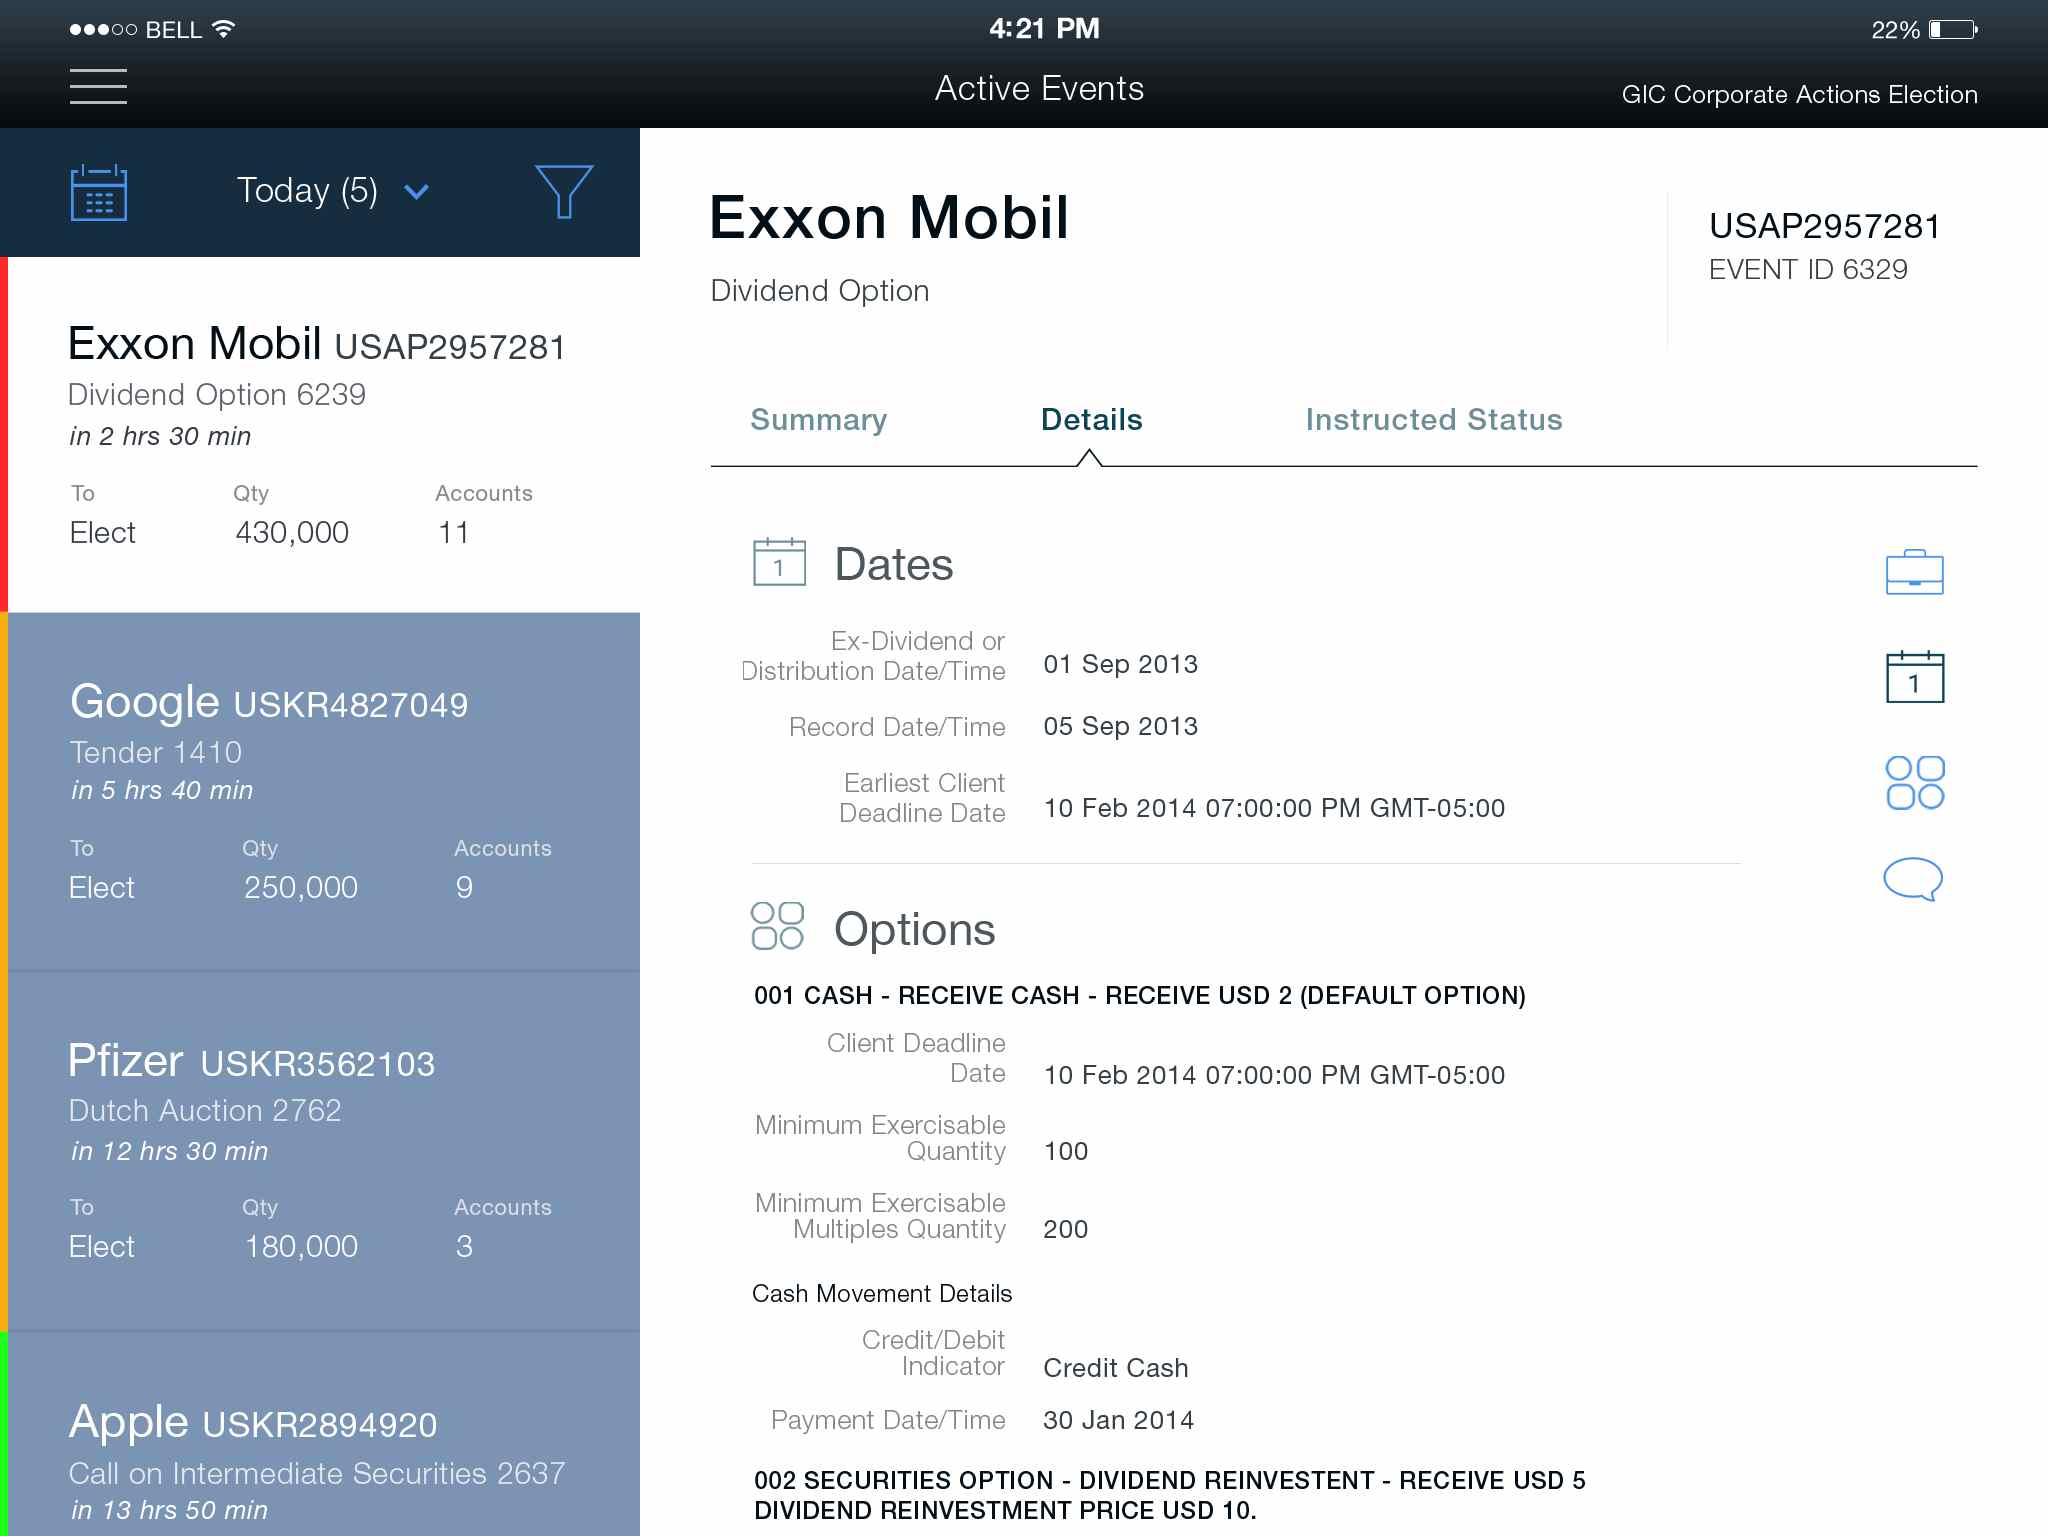 BELL
4:21 PM
22%
Active Events
GIC Corporate Actions Election
Today (5)
Exxon Mobil USAP2957281
Dividend Option 6239
in 2 hrs 30 min
To Qty Accounts
Elect 430,000 11
Google USKR4827049
Tender 1410
in 5 hrs 40 min
To Qty Accounts
Elect 250,000 9
Pfizer USKR3562103
Dutch Auction 2762
in 12 hrs 30 min
To Qty Accounts
Elect 180,000 3
Apple USKR2894920
Call on Intermediate Securities 2637
in 13 hrs 50 min
Exxon Mobil
Dividend Option
USAP2957281
EVENT ID 6329
Summary Details Instructed Status
1 Dates
Ex-Dividend or
Distribution Date/Time 01 Sep 2013
Record Date/Time 05 Sep 2013
Earliest Client
Deadline Date 10 Feb 2014 07:00:00 PM GMT-05:00
1
Options
001 CASH - RECEIVE CASH - RECEIVE USD 2 (DEFAULT OPTION)
Client Deadline
Date 10 Feb 2014 07:00:00 PM GMT-05:00
Minimum Exercisable
Quantity 100
Minimum Exercisable
Multiples Quantity 200
Cash Movement Details
Credit/Debit
Indicator Credit Cash
Payment Date/Time 30 Jan 2014
002 SECURITIES OPTION - DIVIDEND REINVESTENT - RECEIVE USD 5
DIVIDEND REINVESTMENT PRICE USD 10.